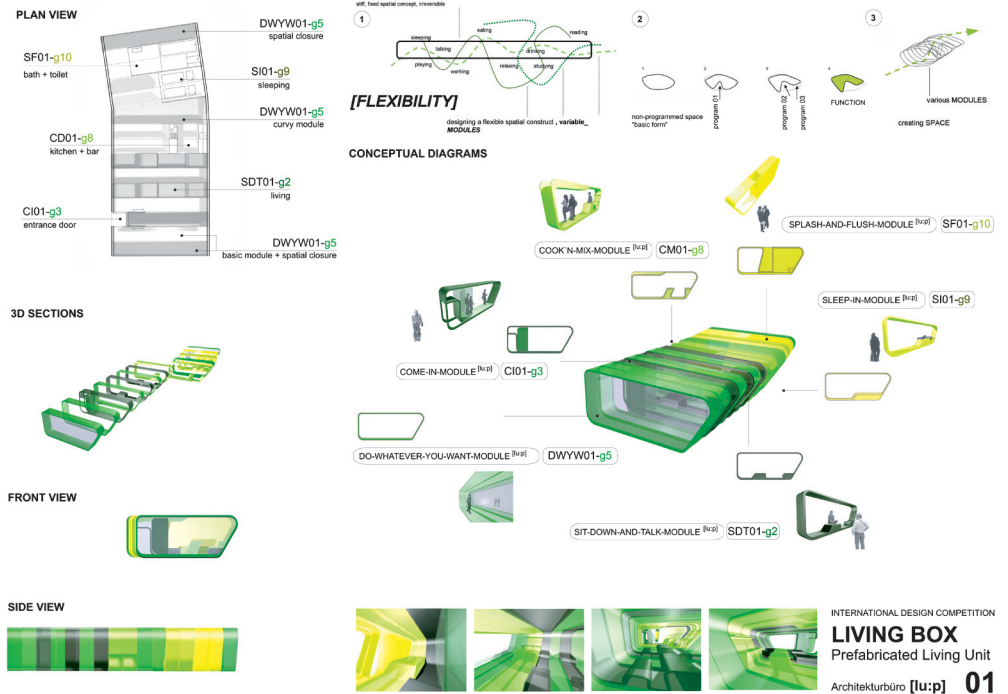 PLAN VIEW
DWYW01-g5
spatial closure
SF01-g10
bath + toilet
SI01-g9
sleeping
DWYW01-g5
curvy module
CD01-g8
kitchen + bar
SDT01-g2
living
CI01-g3
entrance door
DWYW01-g5
basic module + spatial closure
stiff, fixed spatial concept, irreversible
1
sleeping
eating
reading
talking
drinking
playing
working
relaxing
studying
[FLEXIBILITY]
designing a flexible spatial construct , variable_
MODULES
2
1
2
3
4
non-programmed space
"basic form"
program 01
program 02
program 03
FUNCTION
3
various MODULES
creating SPACE
CONCEPTUAL DIAGRAMS
COOK´N-MIX-MODULE [lu:p] CM01-g8
SPLASH-AND-FLUSH-MODULE [lu:p] SF01-g10
SLEEP-IN-MODULE [lu:p] SI01-g9
COME-IN-MODULE [lu:p] CI01-g3
DO-WHATEVER-YOU-WANT-MODULE [lu:p] DWYW01-g5
SIT-DOWN-AND-TALK-MODULE [lu:p] SDT01-g2
3D SECTIONS
FRONT VIEW
SIDE VIEW
INTERNATIONAL DESIGN COMPETITION
LIVING BOX
Prefabricated Living Unit
Architekturbüro [lu:p] 01